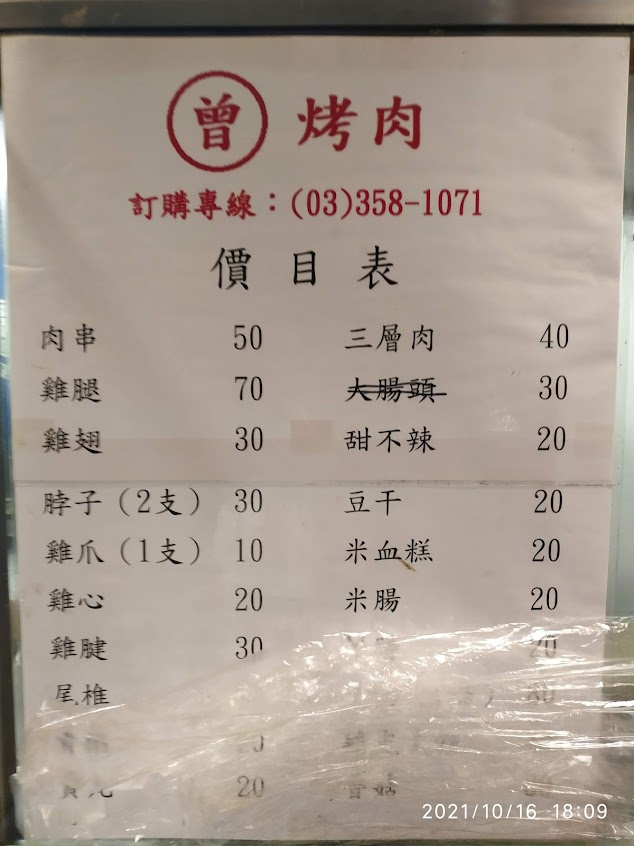 曾 烤肉
訂購專線：(03)358-1071
價目表
肉串 50 三層肉 40
雞腿 70 大腸頭 30
雞翅 30 甜不辣 20
脖子（2支） 30 豆干 20
雞爪（1支） 10 米血糕 20
雞心 20 米腸 20
雞腱 30 20
尾椎
20 香菇
2021/10/16 18:09